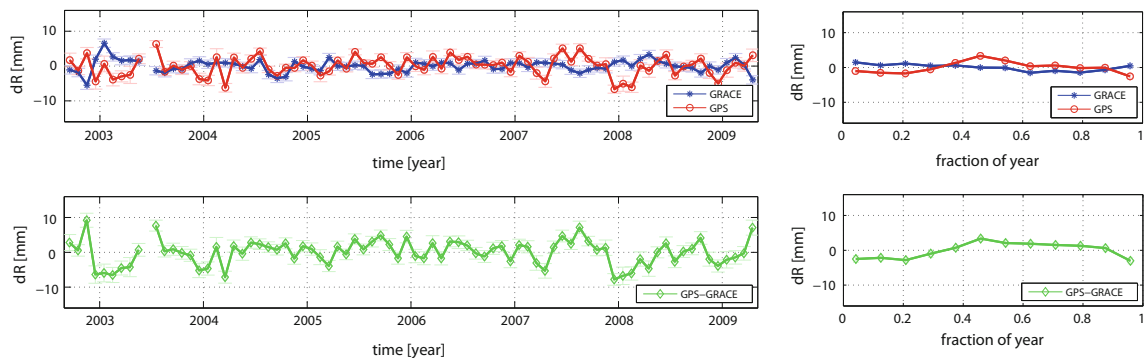 dR [mm]
10
0
−10
GRACE
GPS
2003 2004 2005 2006 2007 2008 2009
time [year]
dR [mm]
10
0
−10
GRACE
GPS
0 0.2 0.4 0.6 0.8 1
fraction of year
dR [mm]
10
0
−10
GPS−GRACE
2003 2004 2005 2006 2007 2008 2009
time [year]
dR [mm]
10
0
−10
GPS−GRACE
0 0.2 0.4 0.6 0.8 1
fraction of year